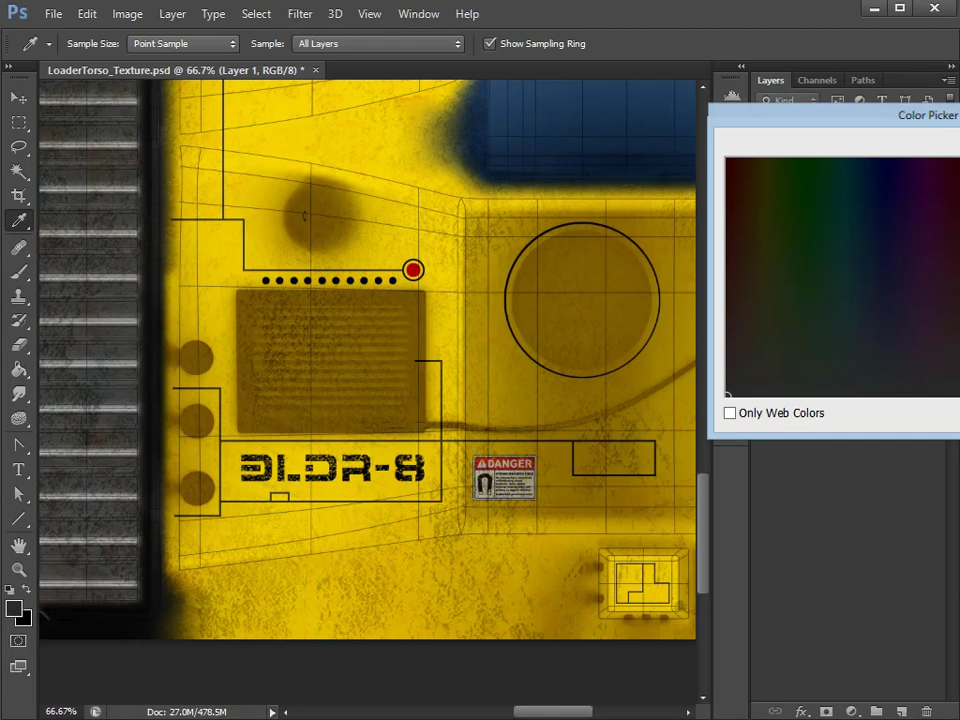 Ps File Edit Image Layer Type Select Filter 3D View Window Help
Sample Size: Point Sample Sample: All Layers Show Sampling Ring
LoaderTorso_Texture.psd @ 66.7% (Layer 1, RGB/8) * ×
Layers Channels Paths
Kind
Color Picker
Only Web Colors
BLDR-8
DANGER
66.67% Doc: 27.0M/478.5M